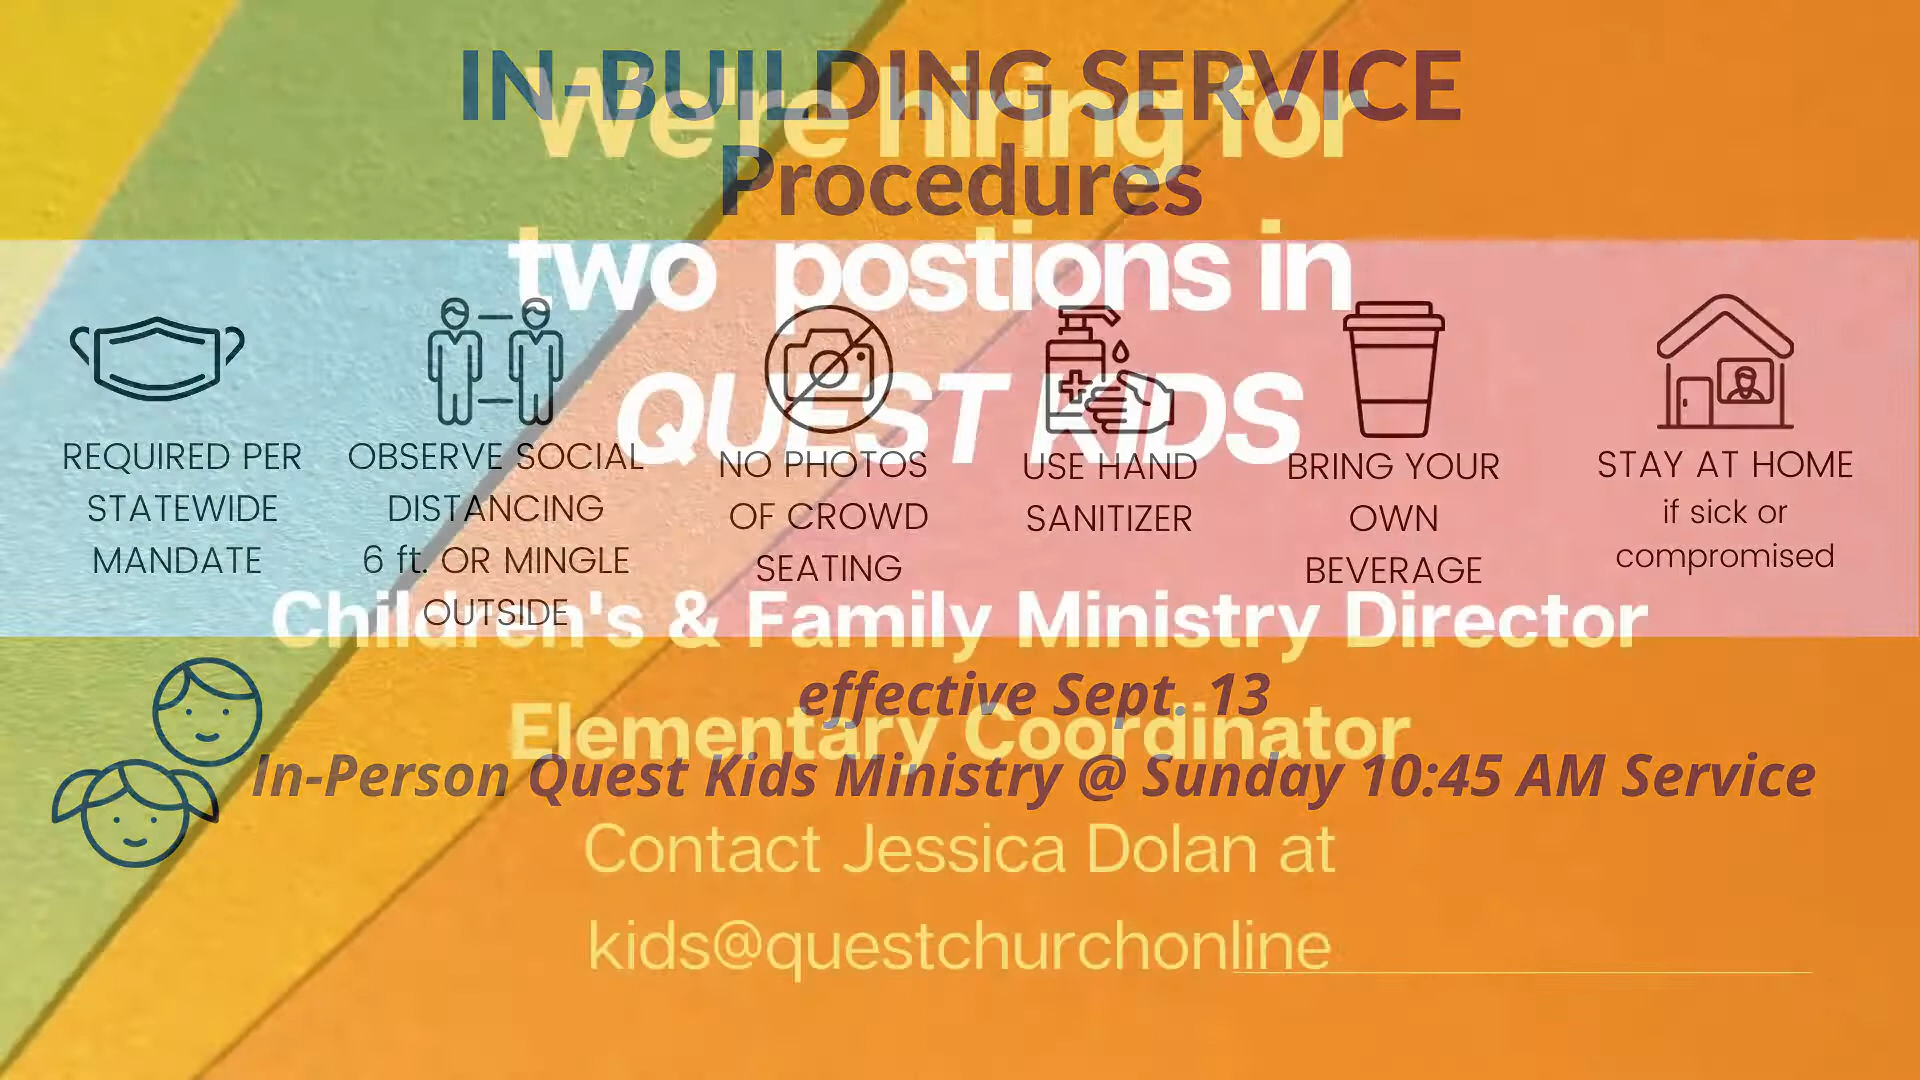 IN-BUILDING SERVICE
Procedures
REQUIRED PER
STATEWIDE
MANDATE
OBSERVE SOCIAL
DISTANCING
6 ft. OR MINGLE
OUTSIDE
NO PHOTOS
OF CROWD
SEATING
USE HAND
SANITIZER
BRING YOUR
OWN
BEVERAGE
STAY AT HOME
if sick or
compromised
effective Sept. 13
In-Person Quest Kids Ministry @ Sunday 10:45 AM Service
We're hiring for
two postions in
QUEST KIDS
Children's & Family Ministry Director
Elementary Coordinator
Contact Jessica Dolan at
kids@questchurchonline